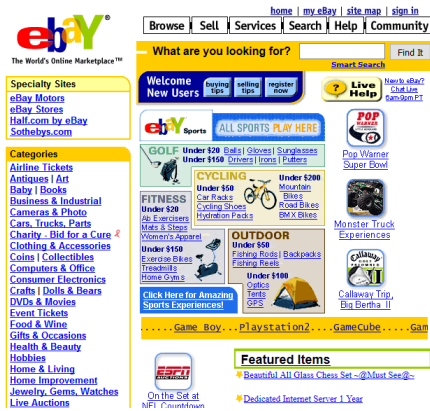 home | my eBay | site map | sign in
ebay®
The World's Online Marketplace™
Browse Sell Services Search Help Community
What are you looking for? Find It
Smart Search
Welcome New Users
buying tips
selling tips
register now
? Live Help
New to eBay?
Chat Live
6am-9pm PT
Specialty Sites
eBay Motors
eBay Stores
Half.com by eBay
Sothebys.com
Categories
Airline Tickets
Antiques | Art
Baby | Books
Business & Industrial
Cameras & Photo
Cars, Trucks, Parts
Charity - Bid for a Cure
Clothing & Accessories
Coins | Collectibles
Computers & Office
Consumer Electronics
Crafts | Dolls & Bears
DVDs & Movies
Event Tickets
Food & Wine
Gifts & Occasions
Health & Beauty
Hobbies
Home & Living
Home Improvement
Jewelry, Gems, Watches
Live Auctions
ebay Sports
ALL SPORTS PLAY HERE
GOLF
Under $20 Balls | Gloves | Sunglasses
Under $150 Drivers | Irons | Putters
CYCLING
Under $50
Car Racks
Cycling Shoes
Hydration Packs
Under $200
Mountain Bikes
Road Bikes
BMX Bikes
FITNESS
Under $20
Ab Exercisers
Mats & Steps
Women's Apparel
Under $150
Exercise Bikes
Treadmills
Home Gyms
OUTDOOR
Under $50
Fishing Rods | Backpacks
Fishing Reels
Under $100
Optics
Tents
GPS
Click Here for Amazing
Sports Experiences!
POP WARNER
Pop Warner
Super Bowl
Monster Truck
Experiences
Callaway
Callaway Trip,
Big Bertha II
......Game Boy...Playstation2....GameCube....Gam
ESPN
AUCTIONS
On the Set at
NFL Countdown
Featured Items
Beautiful All Glass Chess Set ~@Must See@~
Dedicated Internet Server 1 Year